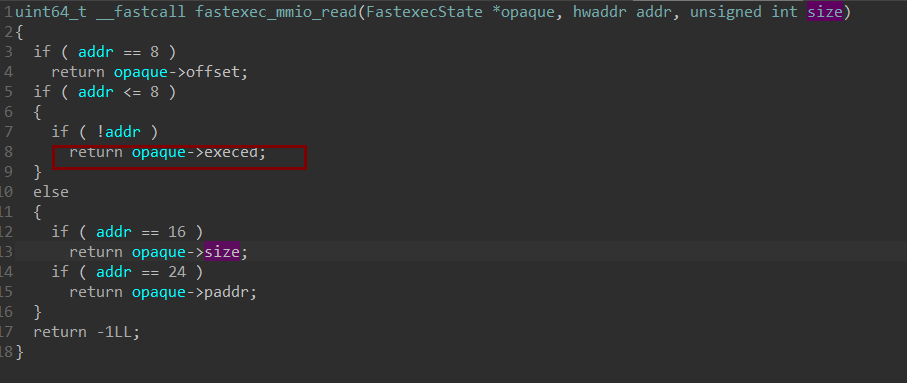 1 uint64_t __fastcall fastexec_mmio_read(FastexecState *opaque, hwaddr addr, unsigned int size)
2 {
3   if ( addr == 8 )
4     return opaque->offset;
5   if ( addr <= 8 )
6   {
7     if ( !addr )
8       return opaque->execed;
9   }
10   else
11   {
12     if ( addr == 16 )
13       return opaque->size;
14     if ( addr == 24 )
15       return opaque->paddr;
16   }
17   return -1LL;
18 }